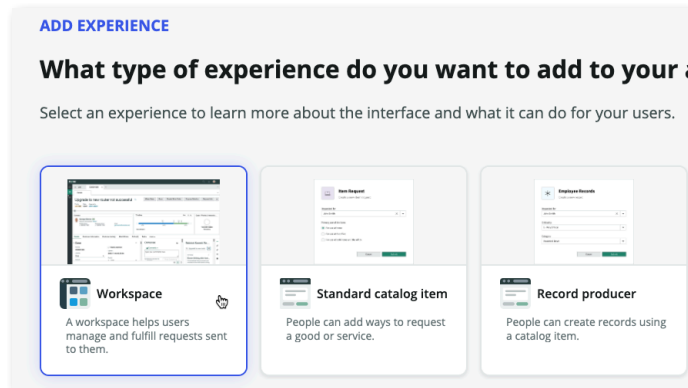 ADD EXPERIENCE
What type of experience do you want to add to your
Select an experience to learn more about the interface and what it can do for your users.
Item Request
Employee Records
Workspace
Standard catalog item
Record producer
A workspace helps users
manage and fulfill requests sent
to them.
People can add ways to request
a good or service.
People can create records using
a catalog item.